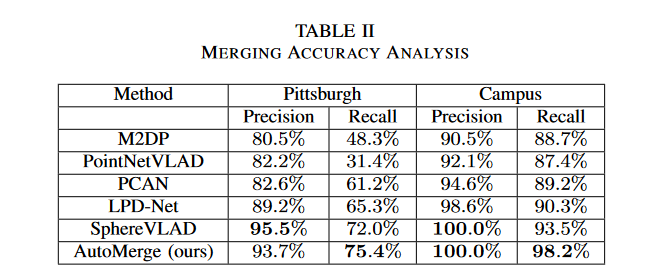 TABLE II
MERGING ACCURACY ANALYSIS
Method Pittsburgh Campus
Precision Recall Precision Recall
M2DP 80.5% 48.3% 90.5% 88.7%
PointNetVLAD 82.2% 31.4% 92.1% 87.4%
PCAN 82.6% 61.2% 94.6% 89.2%
LPD-Net 89.2% 65.3% 98.6% 90.3%
SphereVLAD 95.5% 72.0% 100.0% 93.5%
AutoMerge (ours) 93.7% 75.4% 100.0% 98.2%